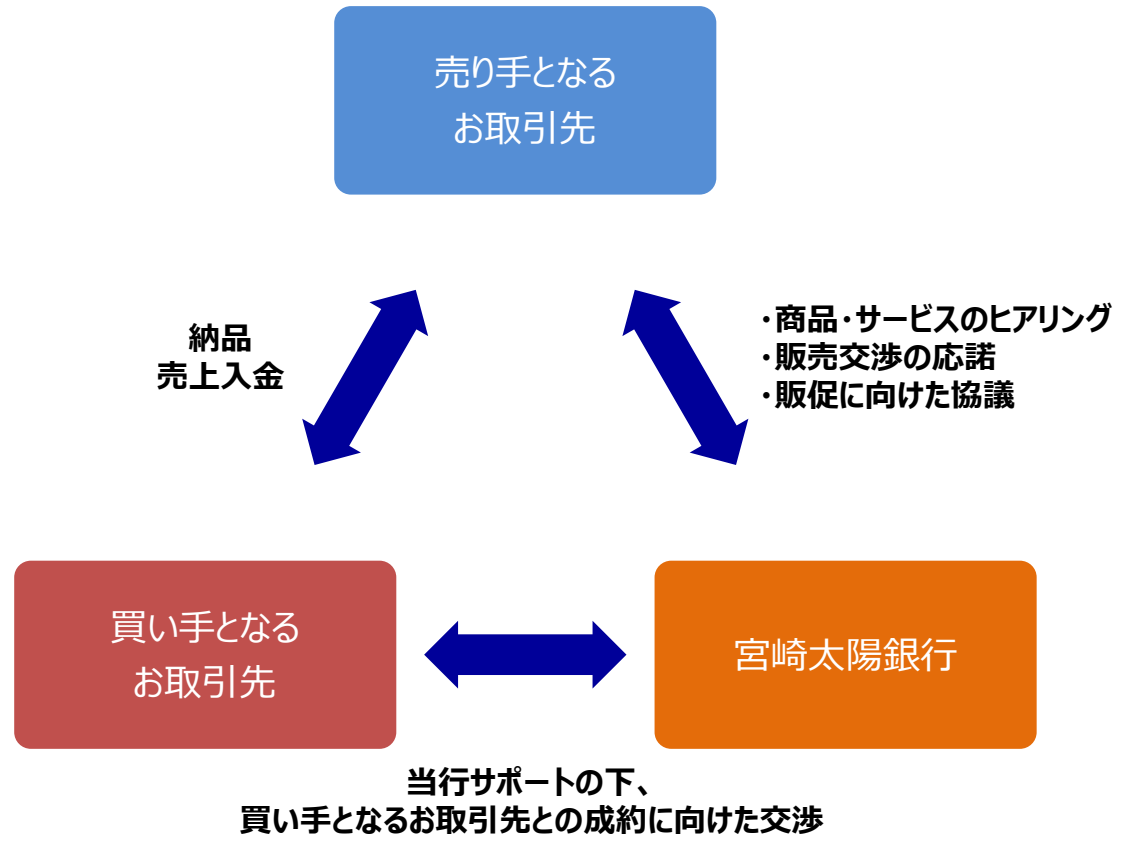 売り手となる
お取引先
納品
売上入金
・商品・サービスのヒアリング
・販売交渉の応諾
・販促に向けた協議
買い手となる
お取引先
宮崎太陽銀行
当行サポートの下、
買い手となるお取引先との成約に向けた交渉